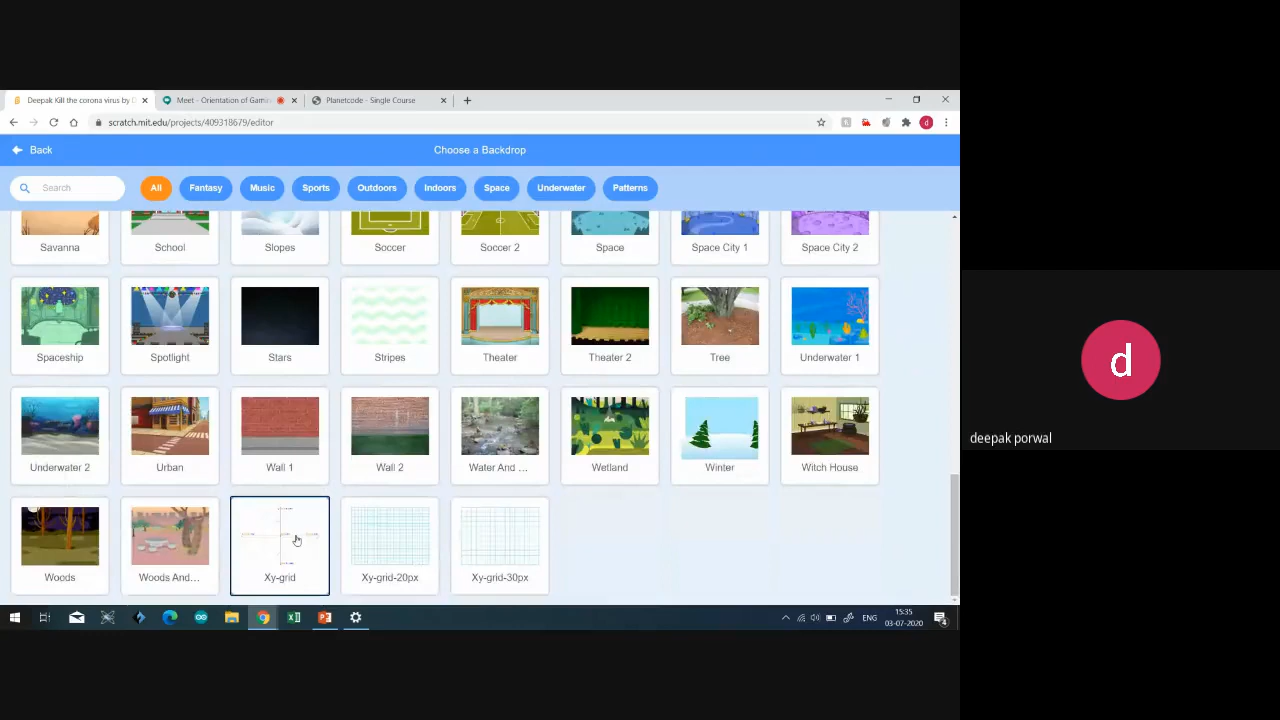 Deepak Kill the corona virus by D
Meet - Orientation of Gami
Planetcode - Single Course
scratch.mit.edu/projects/409318679/editor
d
Back
Choose a Backdrop
Search
All
Fantasy
Music
Sports
Outdoors
Indoors
Space
Underwater
Patterns
Savanna
School
Slopes
Soccer
Soccer 2
Space
Space City 1
Space City 2
Spaceship
Spotlight
Stars
Stripes
Theater
Theater 2
Tree
Underwater 1
Underwater 2
Urban
Wall 1
Wall 2
Water And ...
Wetland
Winter
Witch House
Woods
Woods And...
Xy-grid
Xy-grid-20px
Xy-grid-30px
ENG
15:35
03-07-2020
4
d
deepak porwal